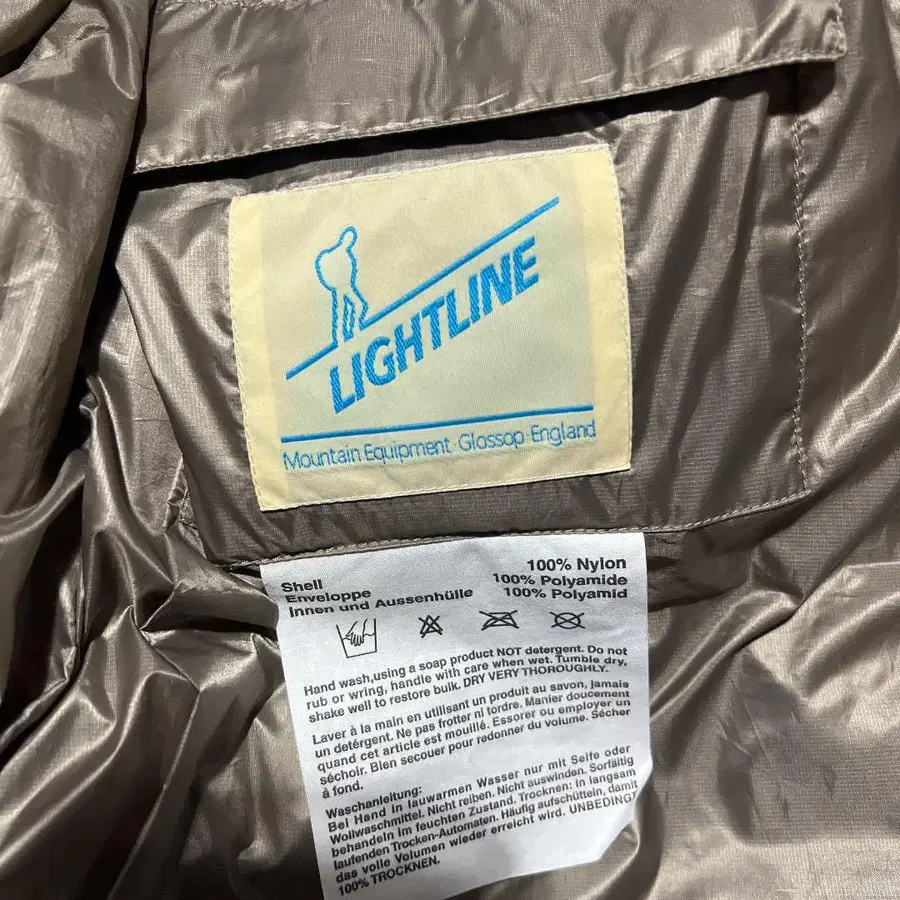 LIGHTLINE
Mountain Equipment·Glossop·England
Shell 100% Nylon
Enveloppe 100% Polyamide
Innen und Aussenhülle 100% Polyamid
Hand wash,using a soap product NOT detergent. Do not
rub or wring, handle with care when wet. Tumble dry,
shake well to restore bulk. DRY VERY THOROUGHLY.
Laver à la main en utilisant un produit au savon, jamais
un detérgent. Ne pas frotter ni tordre. Manier doucement
quand cet article est mouillé. Essorer ou employer un
séchoir. Bien secouer pour redonner du volume. Sécher
à fond.
Waschanleitung:
Bei Hand in lauwarmen Wasser nur mit Seife oder
Wollwaschmittel. Nicht reiben. Nicht auswinden. Sorfältig
behandeln im feuchten Zustand. Trocknen: in langsam
laufenden Trocken-Automaten. Häufig aufschütteln, damit
das volle Volumen wieder erreicht wird. UNBEDINGT
100% TROCKNEN.